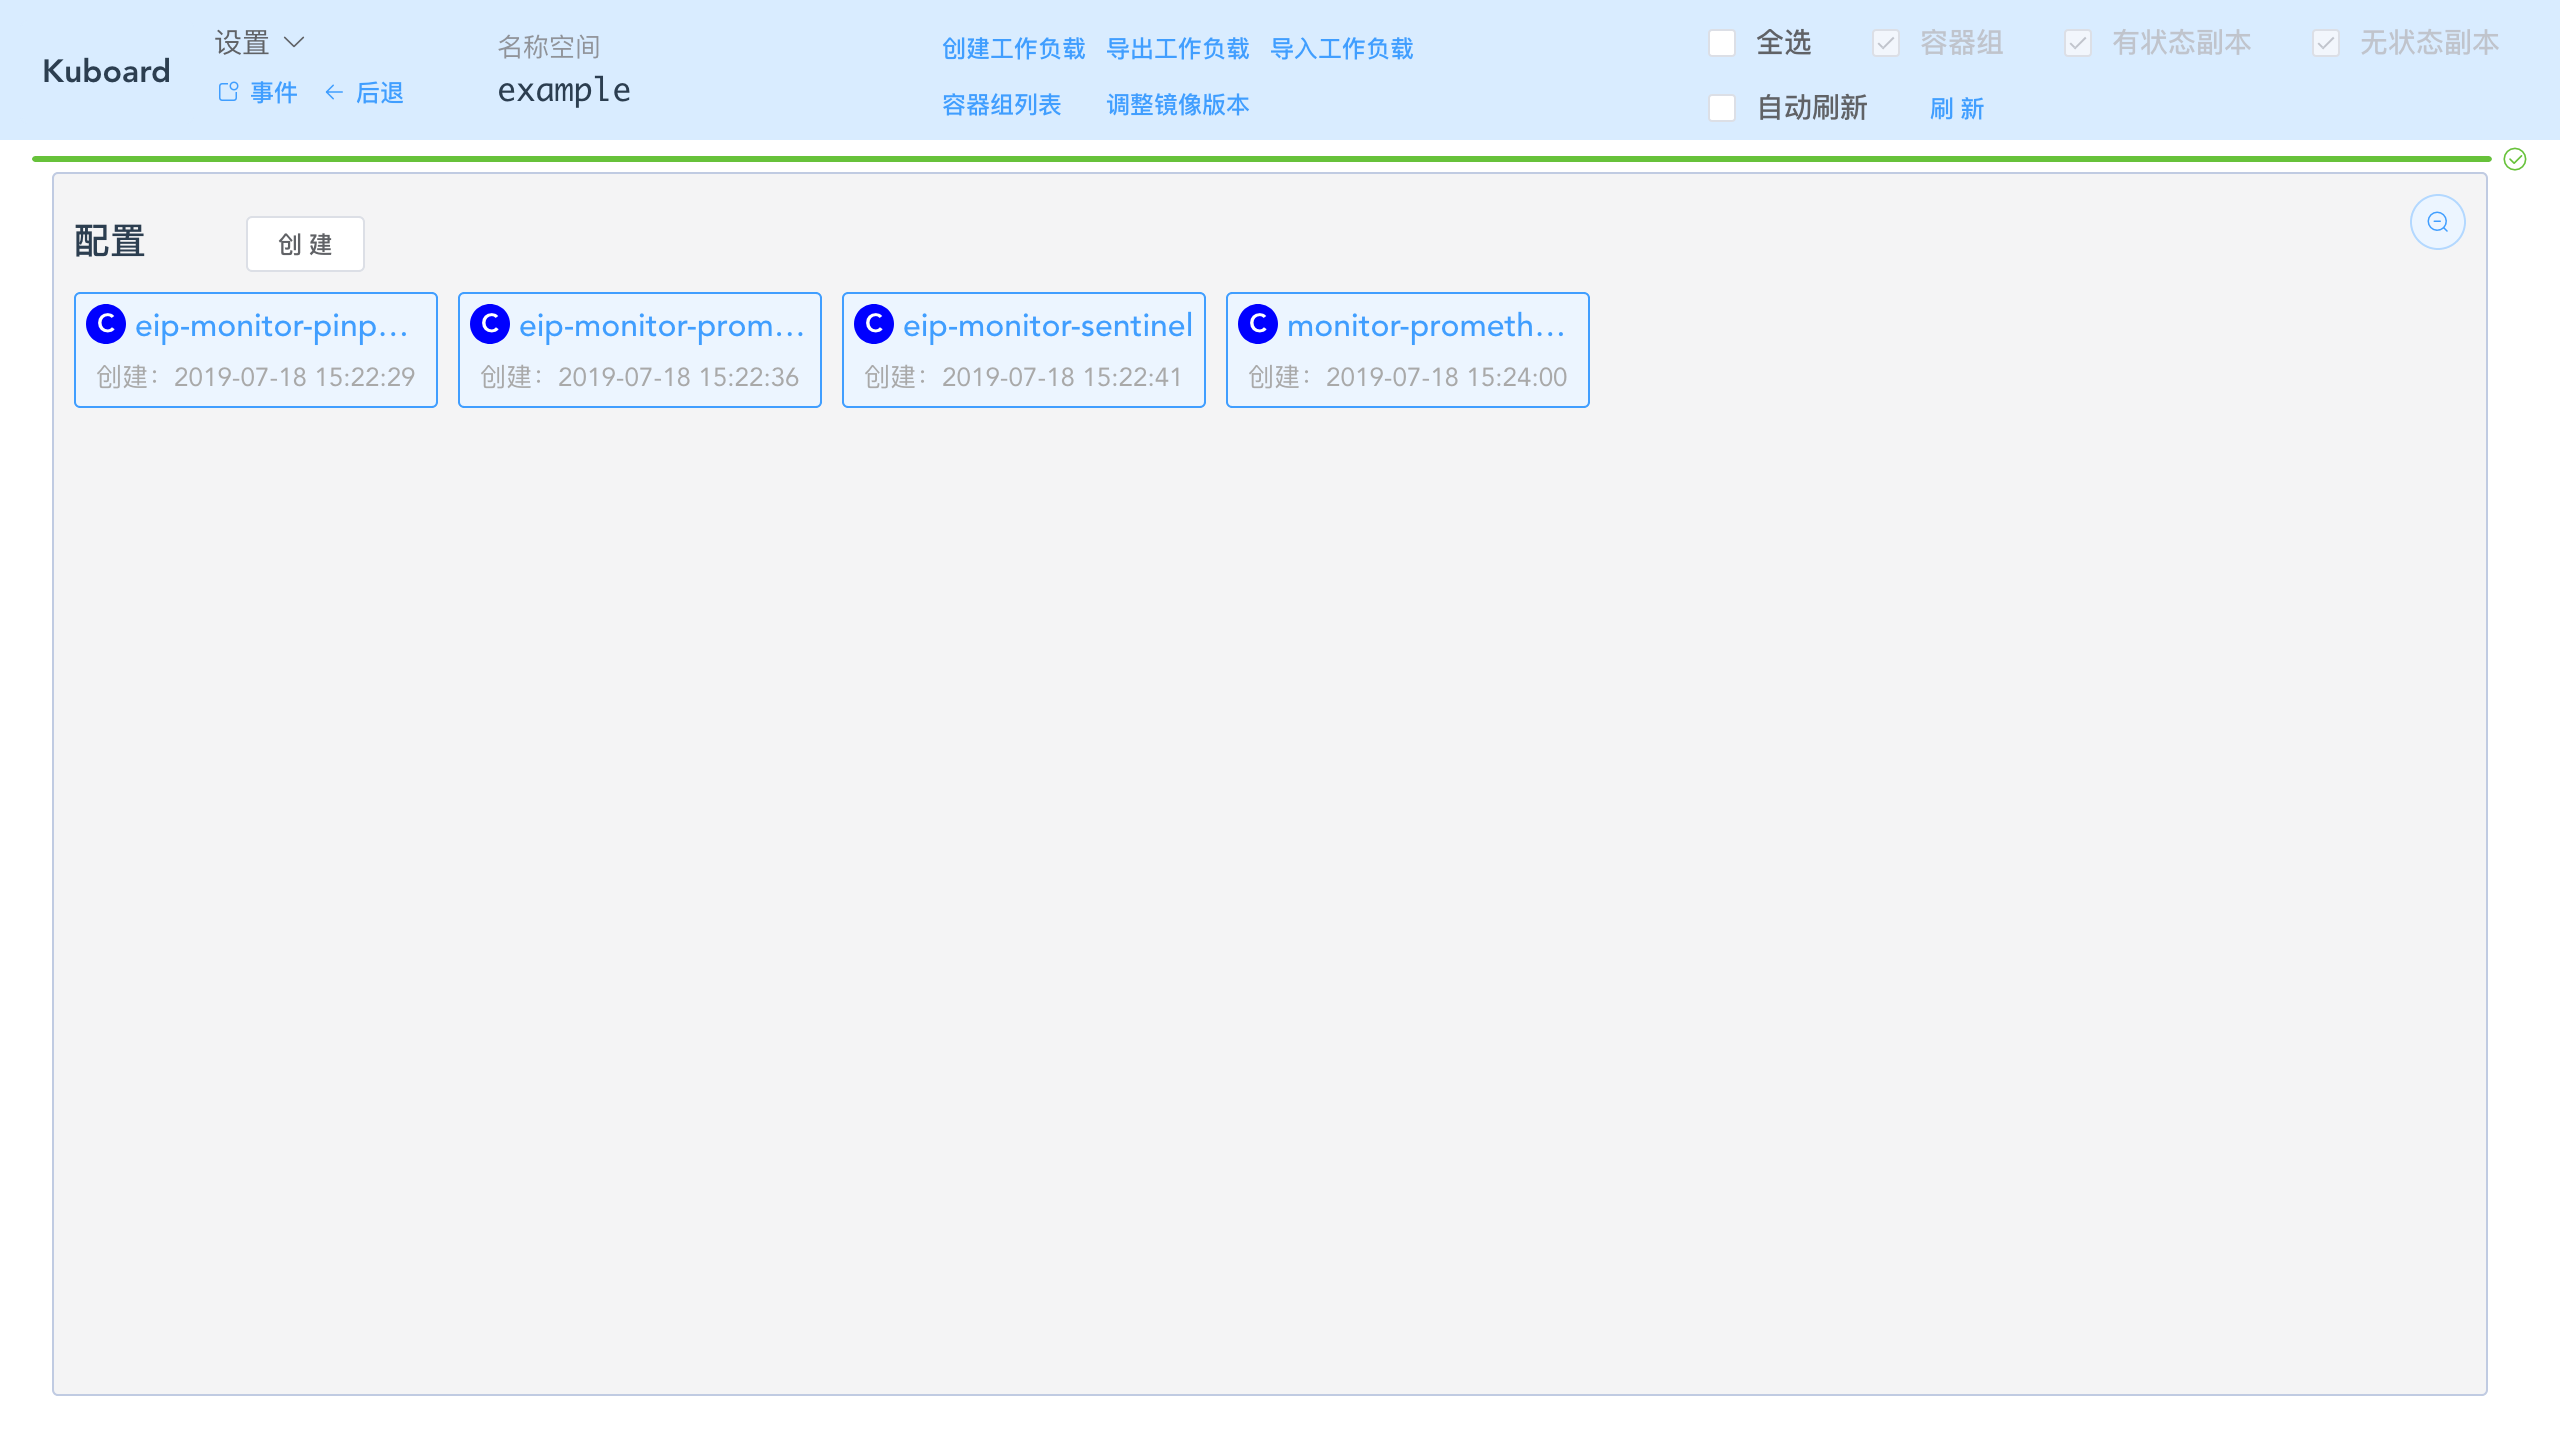 Kuboard
设置
事件 后退
名称空间
example
创建工作负载 导出工作负载 导入工作负载
容器组列表 调整镜像版本
全选 容器组 有状态副本 无状态副本
自动刷新 刷 新
配置 创 建
C eip-monitor-pinp...
创建：2019-07-18 15:22:29
C eip-monitor-prom...
创建：2019-07-18 15:22:36
C eip-monitor-sentinel
创建：2019-07-18 15:22:41
C monitor-prometh...
创建：2019-07-18 15:24:00